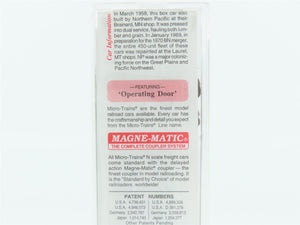 Car Information
In March 1958, this box car was
built by Northern Pacific at their
Brainerd, MN shop. It was pressed
into dual service, hauling both lum-
ber and grain. In January 1969, in
preparation for the 1970 BN merger,
the entire 450-unit fleet of these
cars was repainted at the Laurel,
MT shops. NP was a major coloniz-
ing force on the Great Plains and
Pacific Northwest.
FEATURING
'Operating Door'
Micro-Trains® are the finest model
railroad cars available. Every car has
the craftmanship and detail you expect
from the Micro-Trains® Line name.
MAGNE-MATIC®
THE COMPLETE COUPLER SYSTEM
All Micro-Trains® N scale freight cars
come standard with the delayed
action Magne-Matic® coupler — the
finest coupler in model railroading. It
is the "Standard by Choice" of model
railroaders, worldwide!
PATENT NUMBERS
U.S.A.
U.S.A.
Germany
Japan
Other Patents Pending